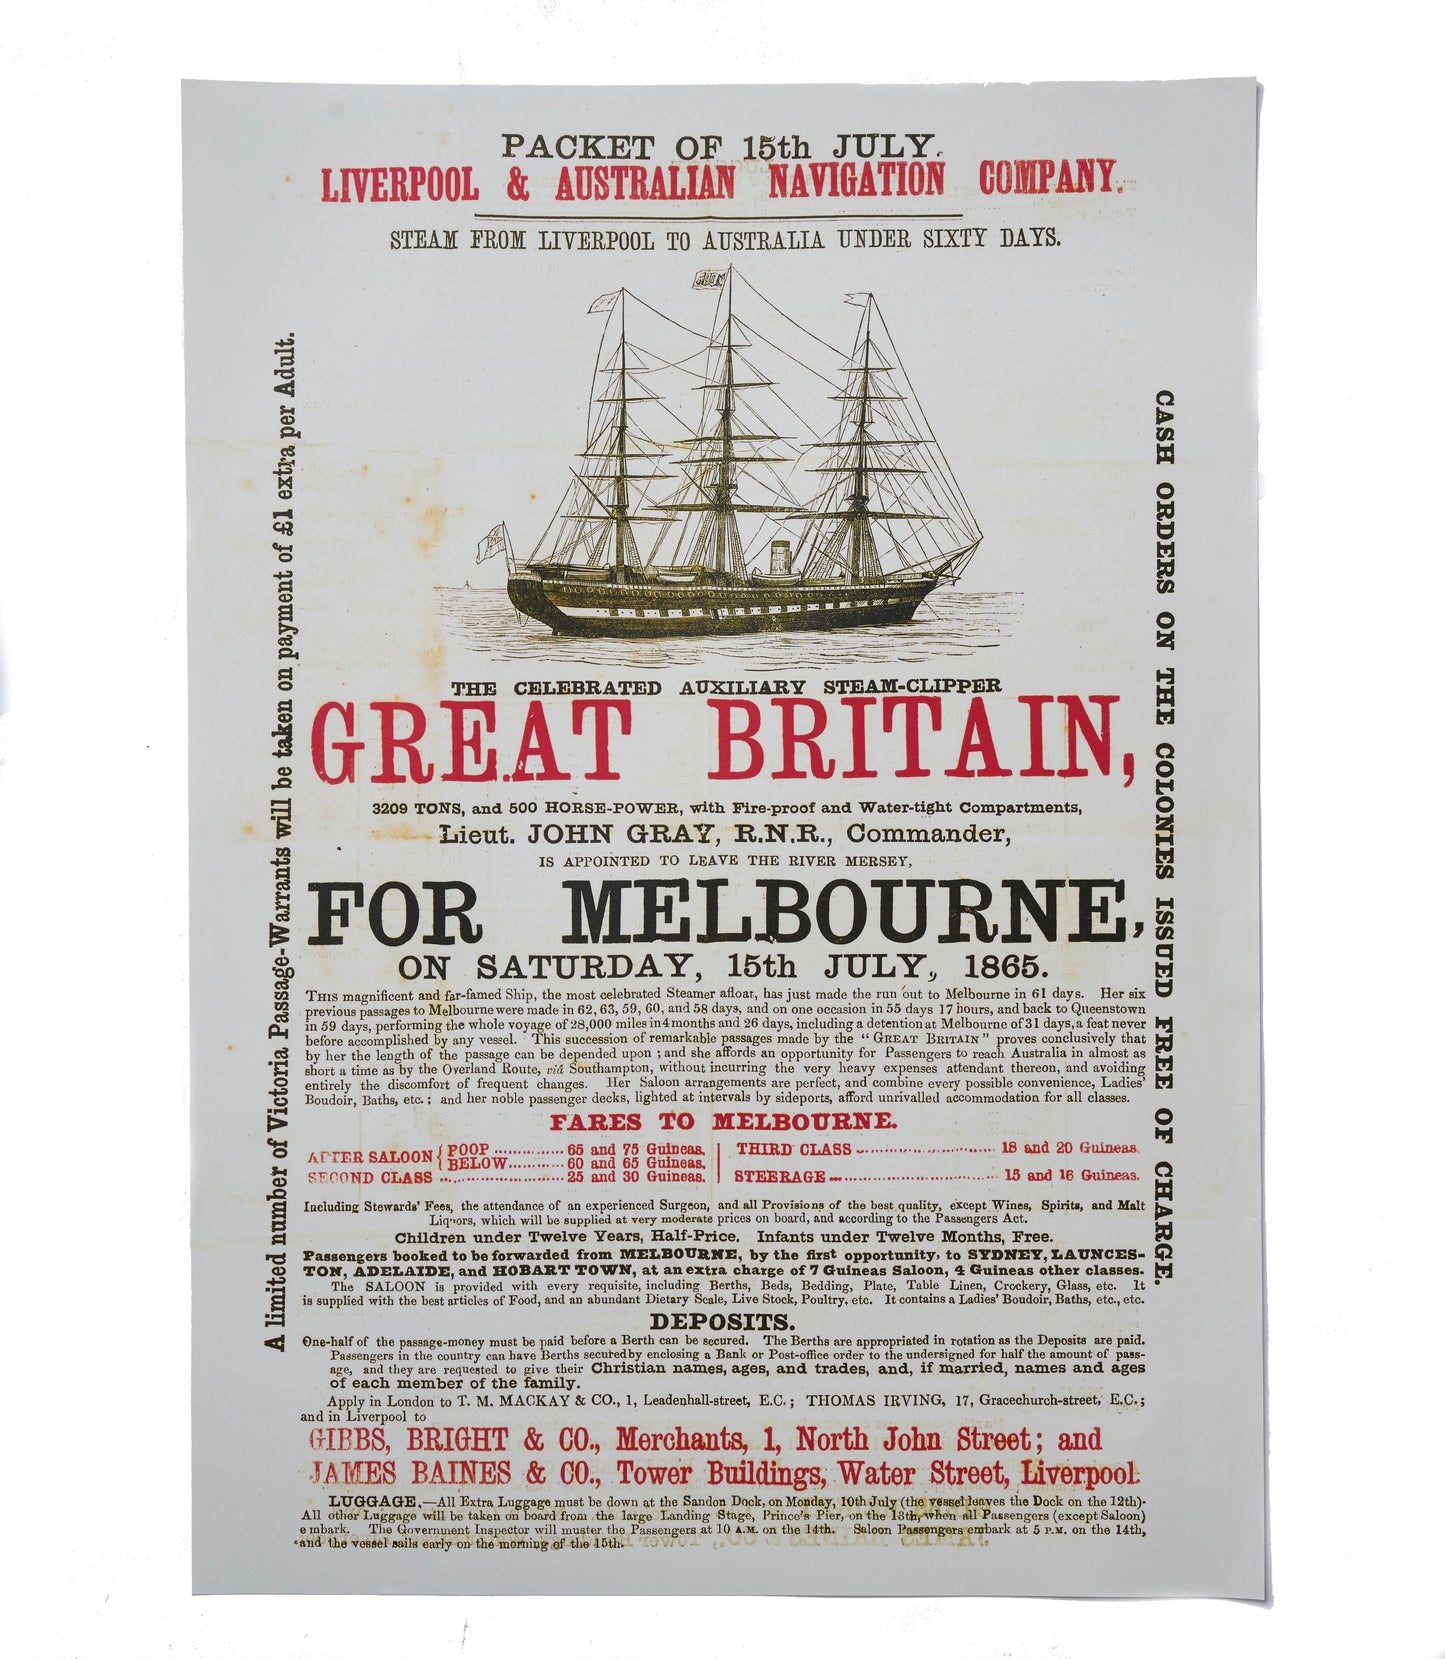 PACKET OF 15th JULY.
LIVERPOOL & AUSTRALIAN NAVIGATION COMPANY.
STEAM FROM LIVERPOOL TO AUSTRALIA UNDER SIXTY DAYS.
THE CELEBRATED AUXILIARY STEAM-CLIPPER
GREAT BRITAIN,
3209 TONS, and 500 HORSE-POWER, with Fire-proof and Water-tight Compartments,
Lieut. JOHN GRAY, R.N.R., Commander,
IS APPOINTED TO LEAVE THE RIVER MERSEY,
FOR MELBOURNE,
ON SATURDAY, 15th JULY, 1865.
THIS magnificent and far-famed Ship, the most celebrated Steamer afloat, has just made the run out to Melbourne in 61 days. Her six
previous passages to Melbourne were made in 62, 63, 59, 60, and 58 days, and on one occasion in 55 days 17 hours, and back to Queenstown
in 59 days, performing the whole voyage of 28,000 miles in 4 months and 26 days, including a detention at Melbourne of 31 days, a feat never
before accomplished by any vessel. This succession of remarkable passages made by the "GREAT BRITAIN" proves conclusively that
by her the length of the passage can be depended upon; and she affords an opportunity for Passengers to reach Australia in almost as
short a time as by the Overland Route, viâ Southampton, without incurring the very heavy expenses attendant thereon, and avoiding
entirely the discomfort of frequent changes. Her Saloon arrangements are perfect, and combine every possible convenience, Ladies'
Boudoir, Baths, etc.; and her noble passenger decks, lighted at intervals by sideports, afford unrivalled accommodation for all classes.
FARES TO MELBOURNE.
AFTER SALOON { POOP .............. 65 and 75 Guineas.
BELOW ........... 60 and 65 Guineas.
SECOND CLASS ........................ 25 and 30 Guineas.
THIRD CLASS ........................... 18 and 20 Guineas.
STEERAGE ................................. 15 and 16 Guineas.
Including Stewards' Fees, the attendance of an experienced Surgeon, and all Provisions of the best quality, except Wines, Spirits, and Malt
Liquors, which will be supplied at very moderate prices on board, and according to the Passengers Act.
Children under Twelve Years, Half-Price. Infants under Twelve Months, Free.
Passengers booked to be forwarded from MELBOURNE, by the first opportunity, to SYDNEY, LAUNCES-
TON, ADELAIDE, and HOBART TOWN, at an extra charge of 7 Guineas Saloon, 4 Guineas other classes.
The SALOON is provided with every requisite, including Berths, Beds, Bedding, Plate, Table Linen, Crockery, Glass, etc. It
is supplied with the best articles of Food, and an abundant Dietary Scale, Live Stock, Poultry, etc. It contains a Ladies' Boudoir, Baths, etc., etc.
DEPOSITS.
One-half of the passage-money must be paid before a Berth can be secured. The Berths are appropriated in rotation as the Deposits are paid.
Passengers in the country can have Berths secured by enclosing a Bank or Post-office order to the undersigned for half the amount of pass-
age, and they are requested to give their Christian names, ages, and trades, and, if married, names and ages
of each member of the family.
Apply in London to T. M. MACKAY & CO., 1, Leadenhall-street, E.C.; THOMAS IRVING, 17, Gracechurch-street, E.C.;
and in Liverpool to
GIBBS, BRIGHT & CO., Merchants, 1, North John Street; and
JAMES BAINES & CO., Tower Buildings, Water Street, Liverpool
LUGGAGE.—All Extra Luggage must be down at the Sandon Dock, on Monday, 10th July (the vessel leaves the Dock on the 12th).
All other Luggage will be taken on board from the large Landing Stage, Prince's Pier, on the 13th, when all Passengers (except Saloon)
embark. The Government Inspector will muster the Passengers at 10 A.M. on the 14th. Saloon Passengers embark at 5 P.M. on the 14th,
and the vessel sails early on the morning of the 15th.
A limited number of Victoria Passage-Warrants will be taken on payment of £1 extra per Adult.
CASH ORDERS ON THE COLONIES ISSUED FREE OF CHARGE.